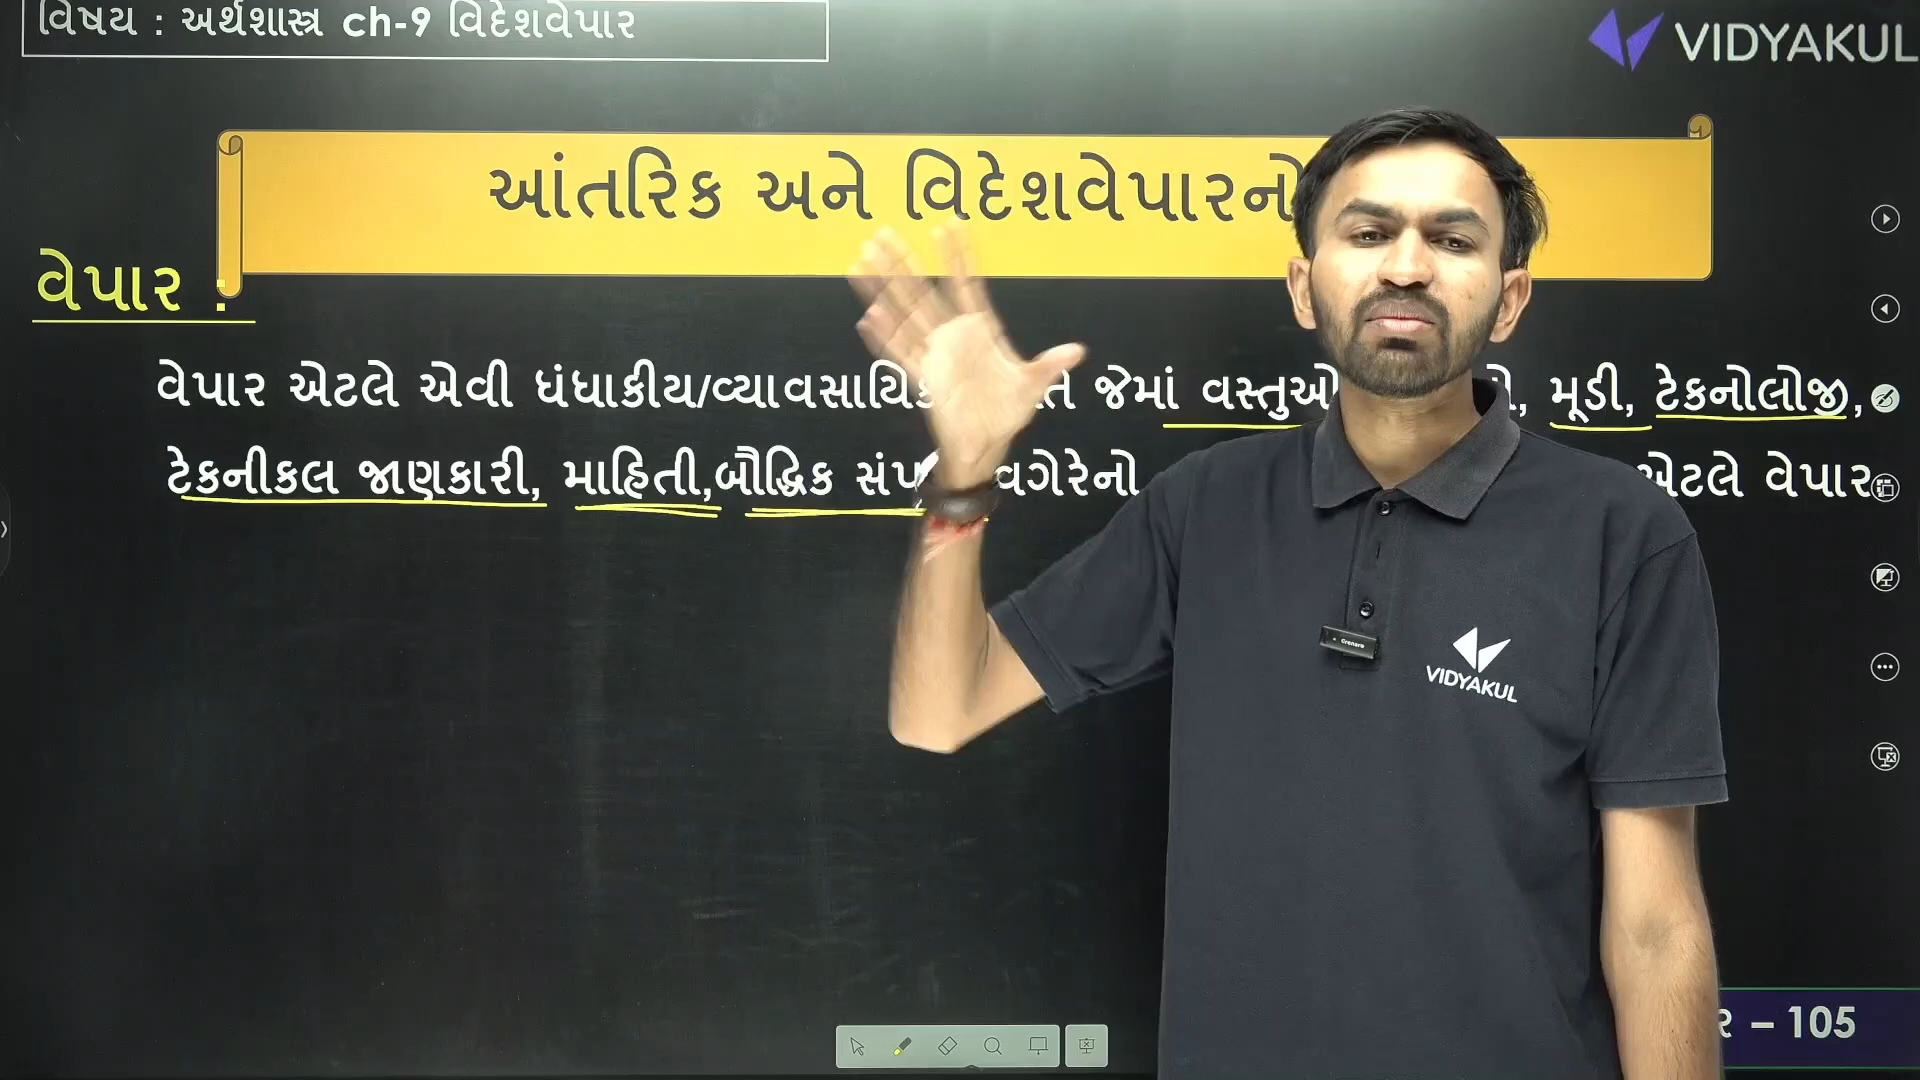 વિષય : અર્થશાસ્ત્ર ch-9 વિદેશવેપાર
VIDYAKUL
આંતરિક અને વિદેશવેપારનો
વેપાર :
વેપાર એટલે એવી ધંધાકીય/વ્યાવસાયિક જેમાં વસ્તુઓ મૂડી, ટેકનોલોજી,
ટેકનીકલ જાણકારી, માહિતી,બૌદ્ધિક વગેરેનો એટલે વેપાર
VIDYAKUL
– 105